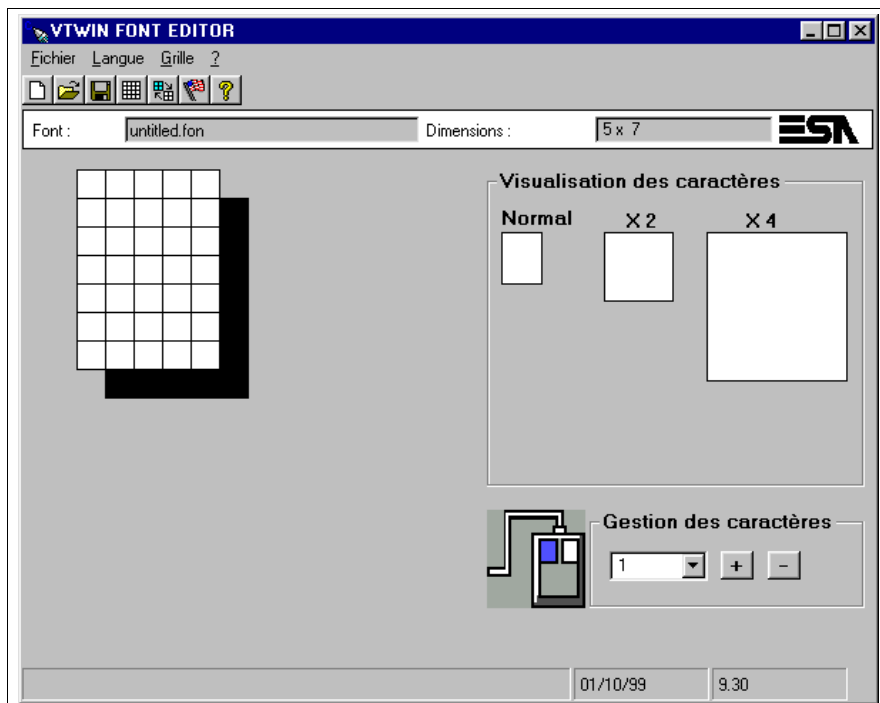 VTWIN FONT EDITOR
Fichier Langue Grille ?
Font : untitled.fon Dimensions : 5 x 7 ESA
Visualisation des caractères
Normal X 2 X 4
Gestion des caractères
1 + -
01/10/99 9.30